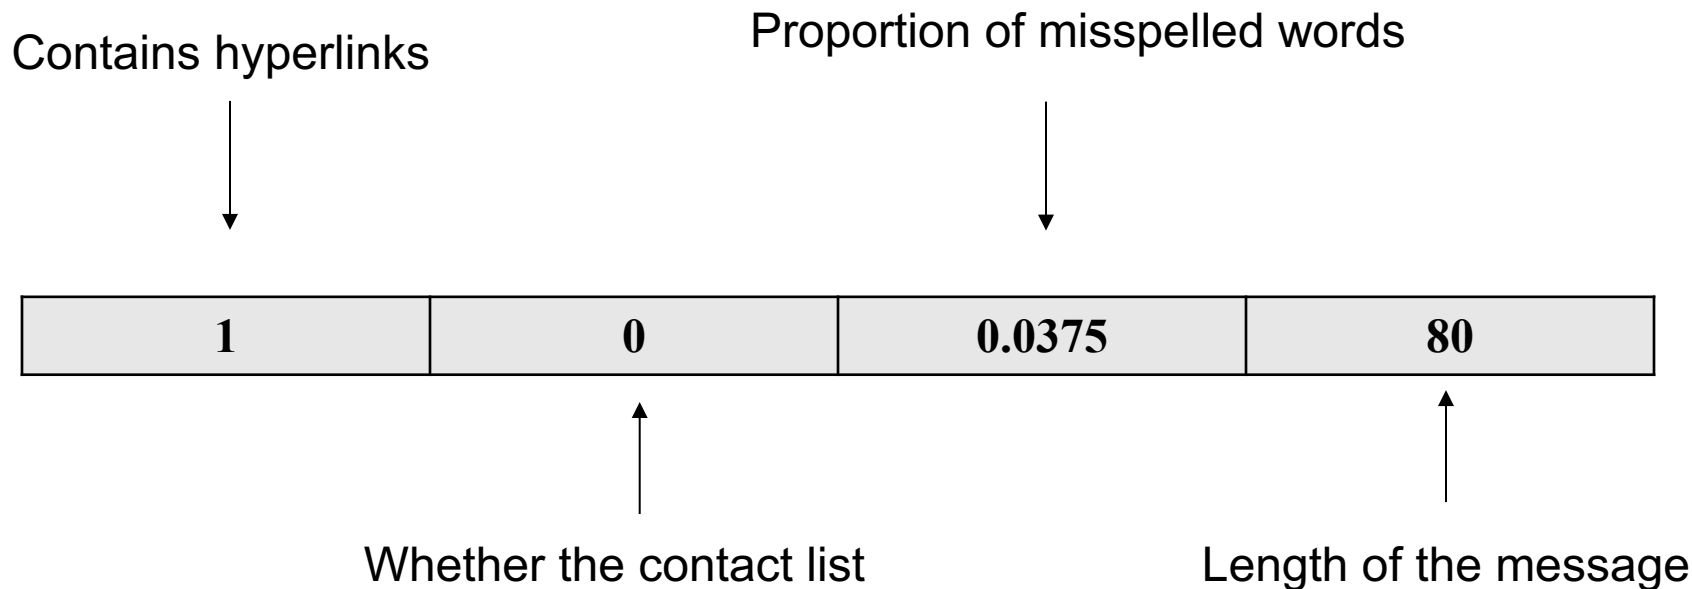 Contains hyperlinks
Proportion of misspelled words
1 0 0.0375 80
Whether the contact list
Length of the message